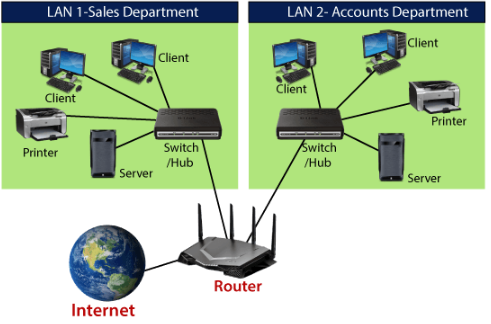 LAN 1-Sales Department
Client
Client
Printer
Server
Switch
/Hub
LAN 2- Accounts Department
Client
Client
Printer
Switch
/Hub
Server
Router
Internet